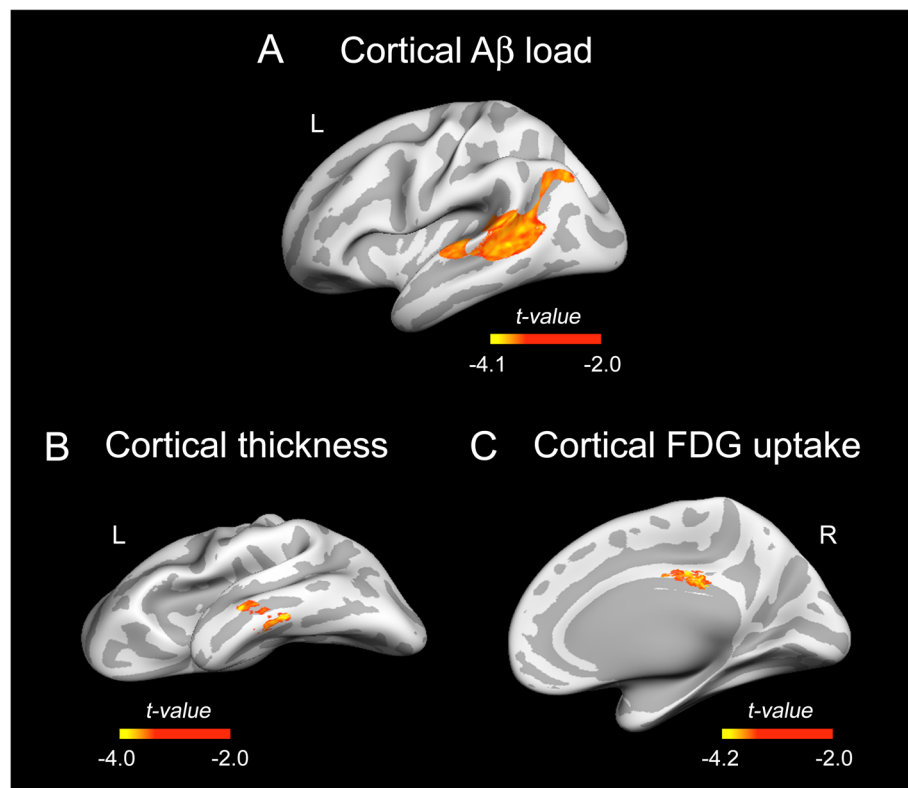 A Cortical Aβ load
L
t-value
-4.1 -2.0
B Cortical thickness
L
t-value
-4.0 -2.0
C Cortical FDG uptake
R
t-value
-4.2 -2.0